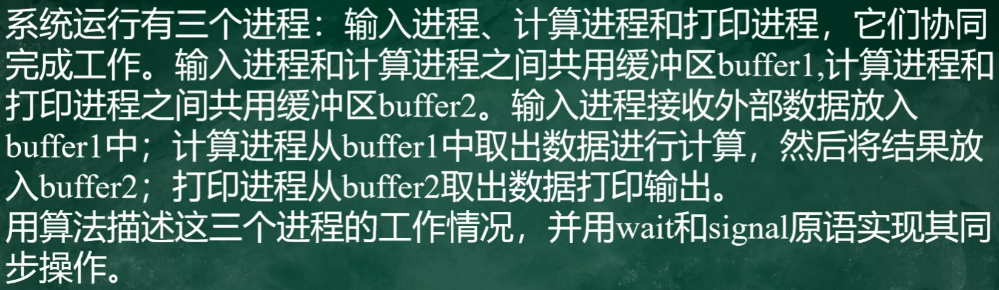 系统运行有三个进程：输入进程、计算进程和打印进程，它们协同
完成工作。输入进程和计算进程之间共用缓冲区buffer1,计算进程和
打印进程之间共用缓冲区buffer2。输入进程接收外部数据放入
buffer1中；计算进程从buffer1中取出数据进行计算，然后将结果放
入buffer2；打印进程从buffer2取出数据打印输出。
用算法描述这三个进程的工作情况，并用wait和signal原语实现其同
步操作。